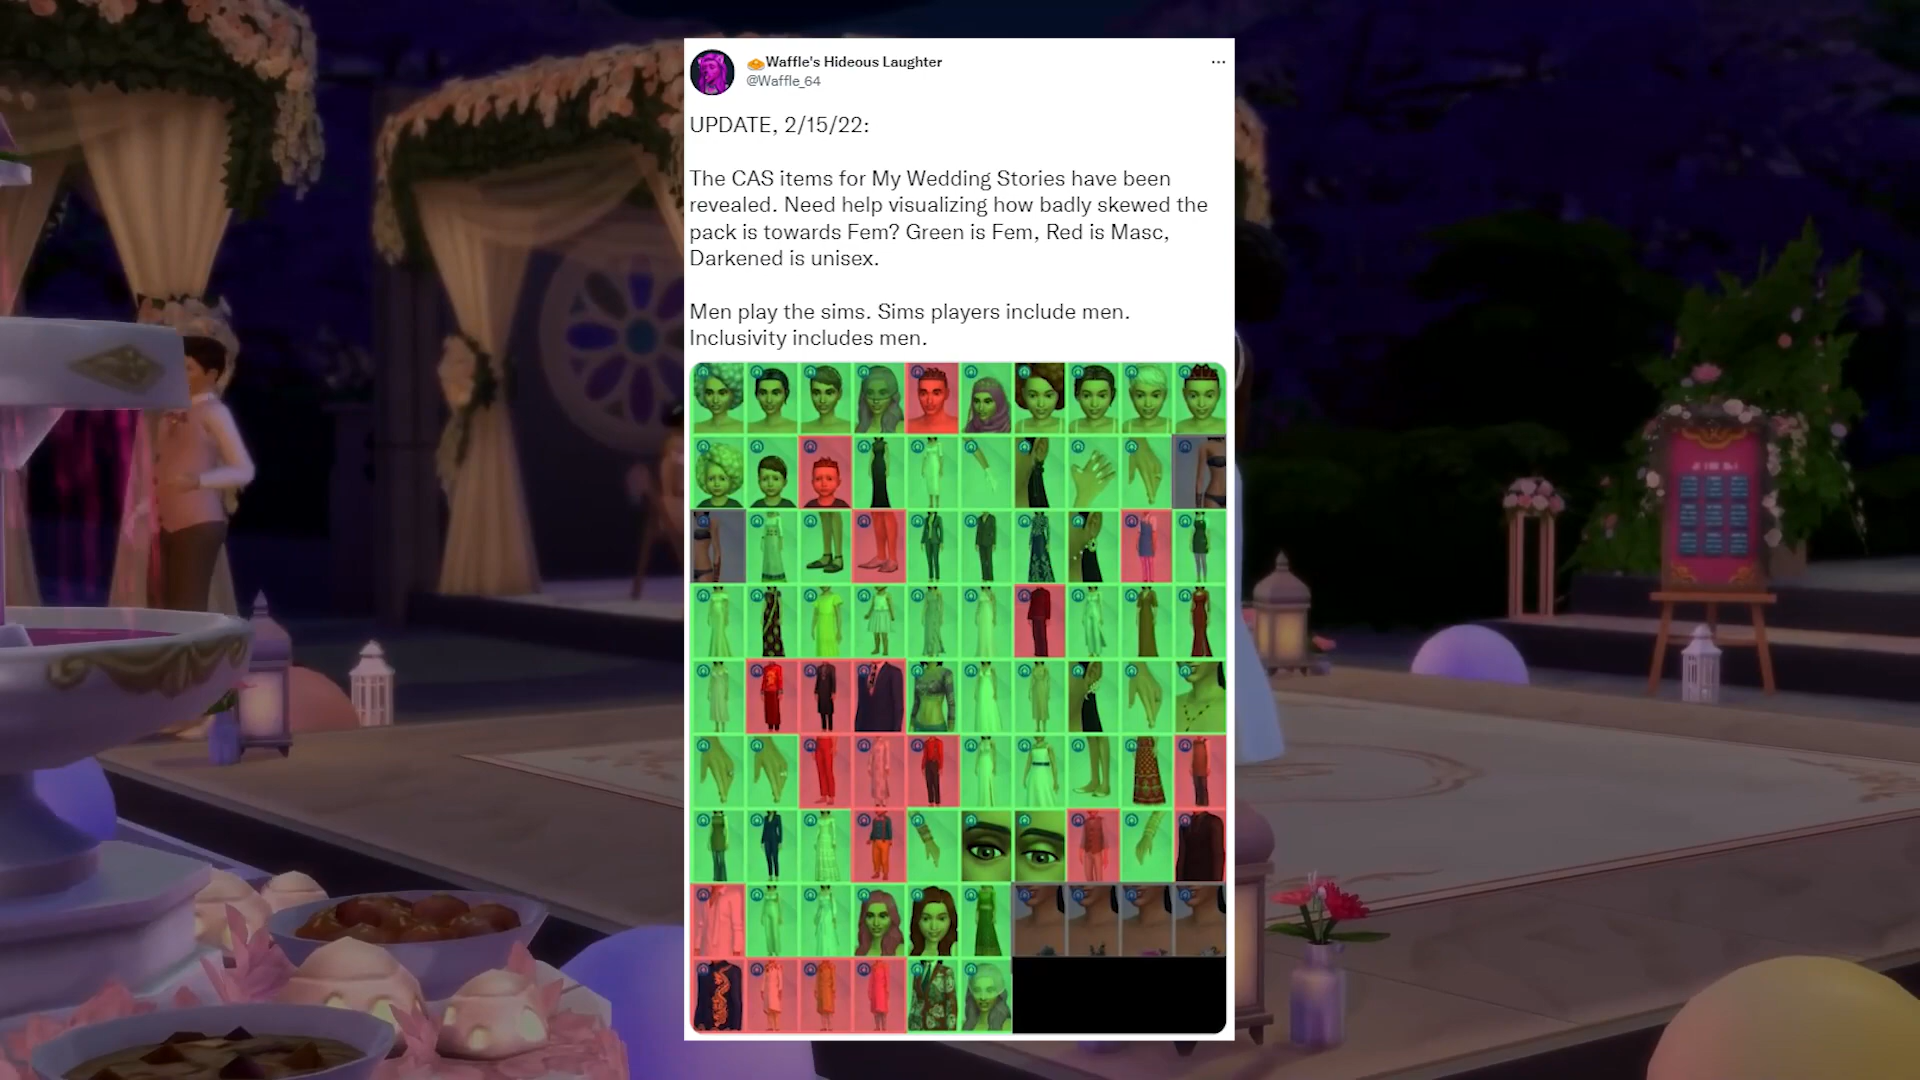 Waffle's Hideous Laughter
@Waffle_64
UPDATE, 2/15/22:
The CAS items for My Wedding Stories have been
revealed. Need help visualizing how badly skewed the
pack is towards Fem? Green is Fem, Red is Masc,
Darkened is unisex.
Men play the sims. Sims players include men.
Inclusivity includes men.